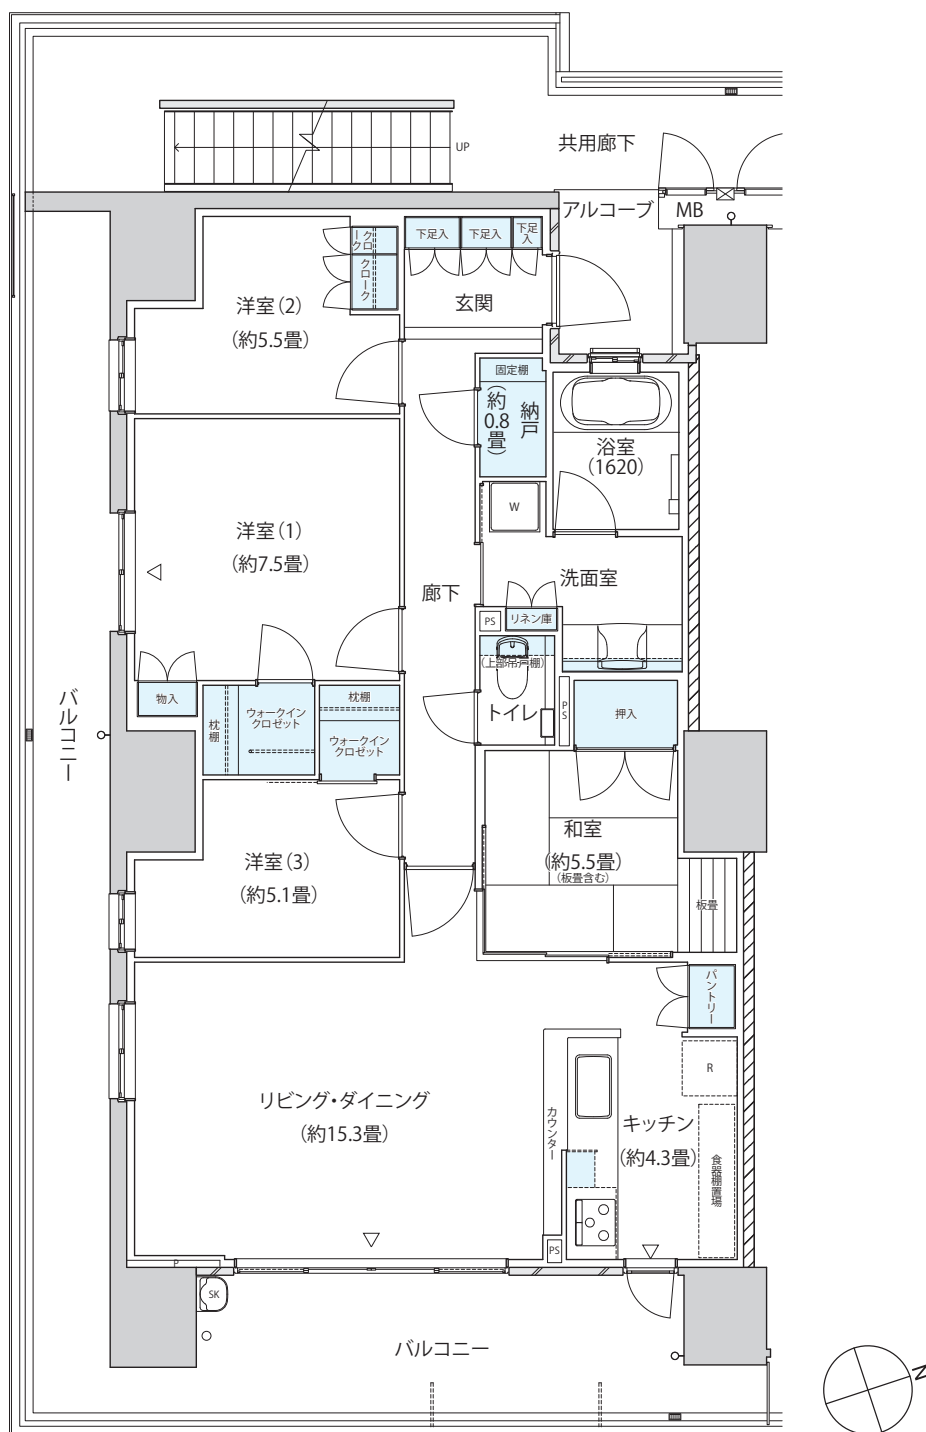 UP
共用廊下
アルコーブ
MB
下足入
下足入
下足入
クローク
クローク
玄関
洋室(2)
(約5.5畳)
固定棚
納戸
(約0.8畳)
浴室
(1620)
W
洋室(1)
(約7.5畳)
廊下
洗面室
PS
リネン庫
(上部吊戸棚)
トイレ
PS
押入
物入
枕棚
ウォークイン
クロゼット
枕棚
ウォークイン
クロゼット
バルコニー
和室
(約5.5畳)
(板畳含む)
板畳
洋室(3)
(約5.1畳)
パントリー
R
リビング・ダイニング
(約15.3畳)
カウンター
キッチン
(約4.3畳)
食器棚置場
PS
P
SK
バルコニー
N